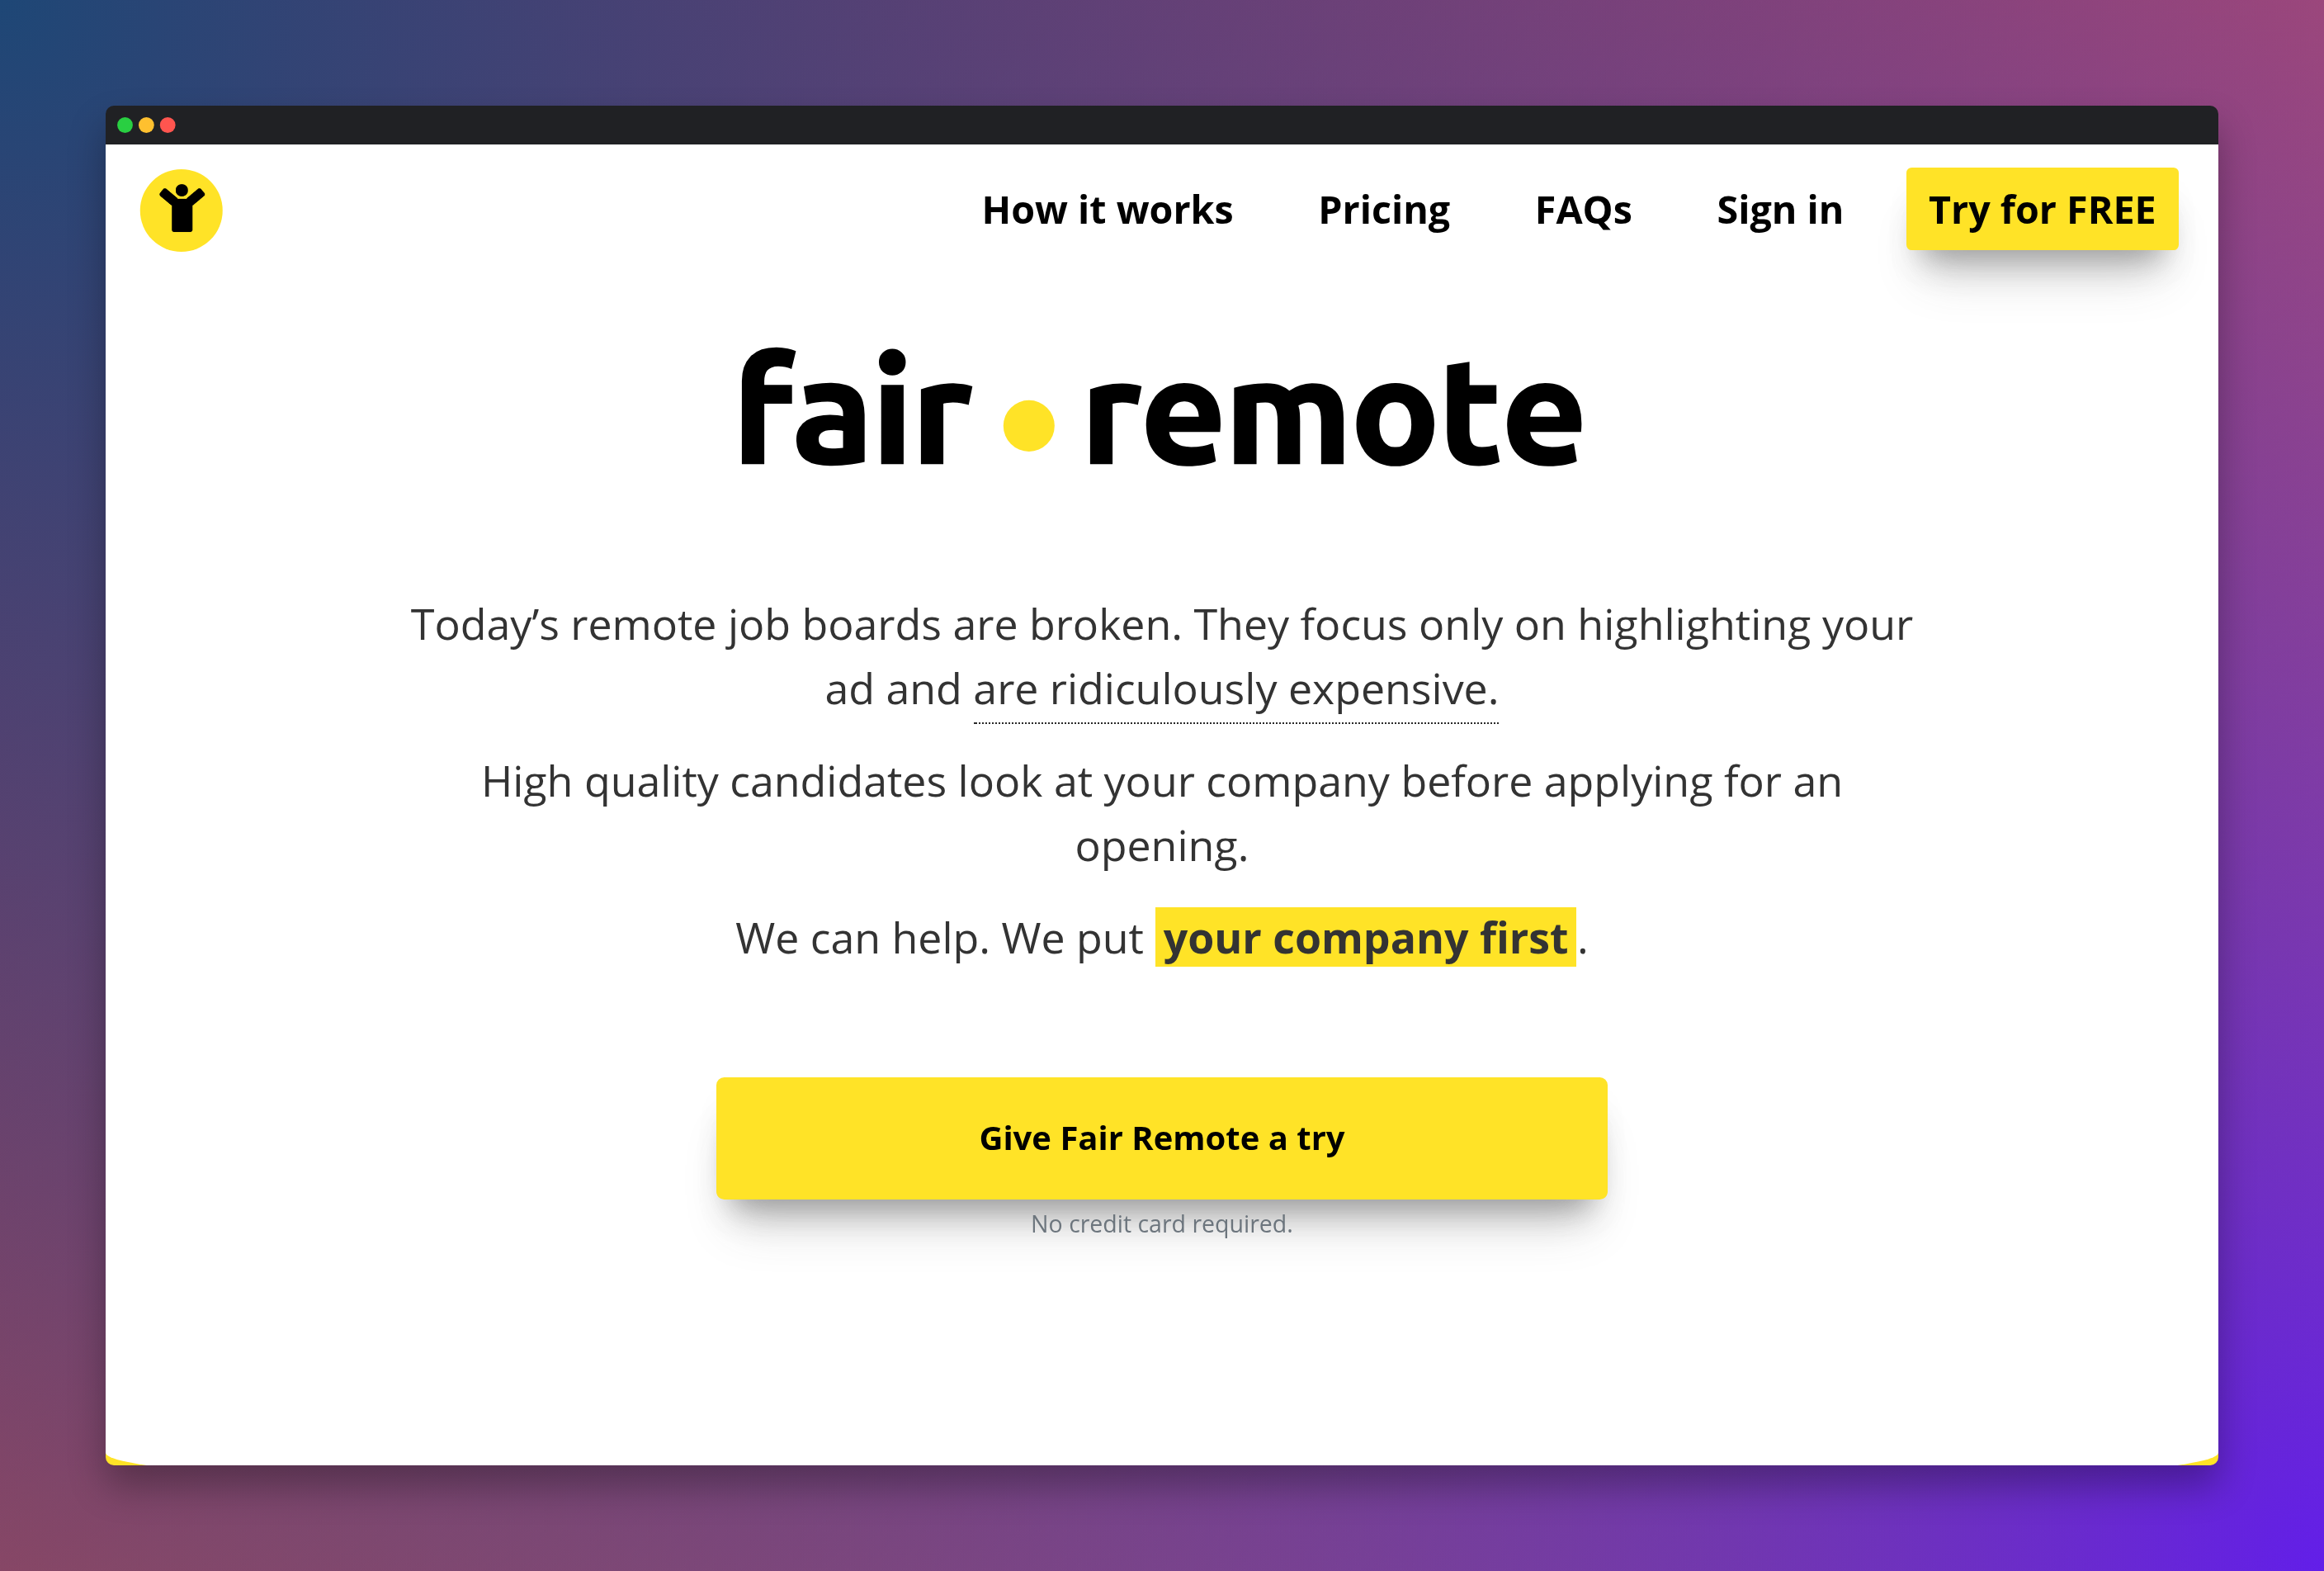 How it works Pricing FAQs Sign in Try for FREE
fair remote
Today’s remote job boards are broken. They focus only on highlighting your
ad and are ridiculously expensive.
High quality candidates look at your company before applying for an
opening.
We can help. We put your company first.
Give Fair Remote a try
No credit card required.